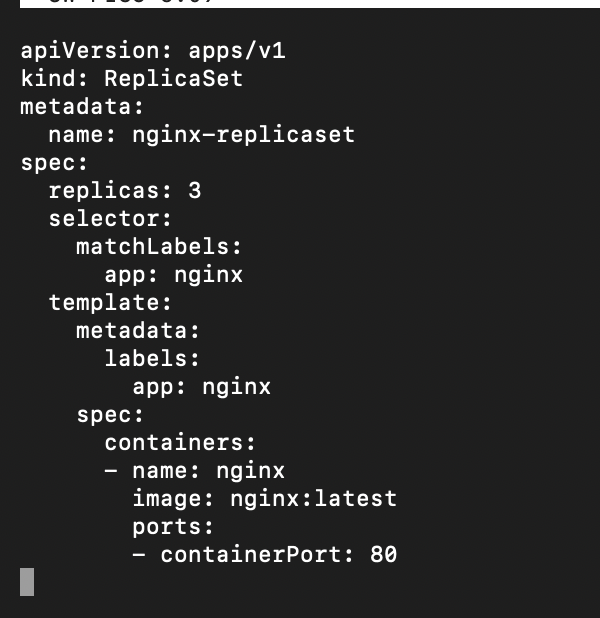 apiVersion: apps/v1
kind: ReplicaSet
metadata:
  name: nginx-replicaset
spec:
  replicas: 3
  selector:
    matchLabels:
      app: nginx
  template:
    metadata:
      labels:
        app: nginx
    spec:
      containers:
      - name: nginx
        image: nginx:latest
        ports:
        - containerPort: 80